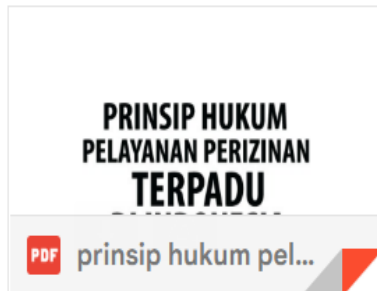 PRINSIP HUKUM
PELAYANAN PERIZINAN
TERPADU
PDF prinsip hukum pel...